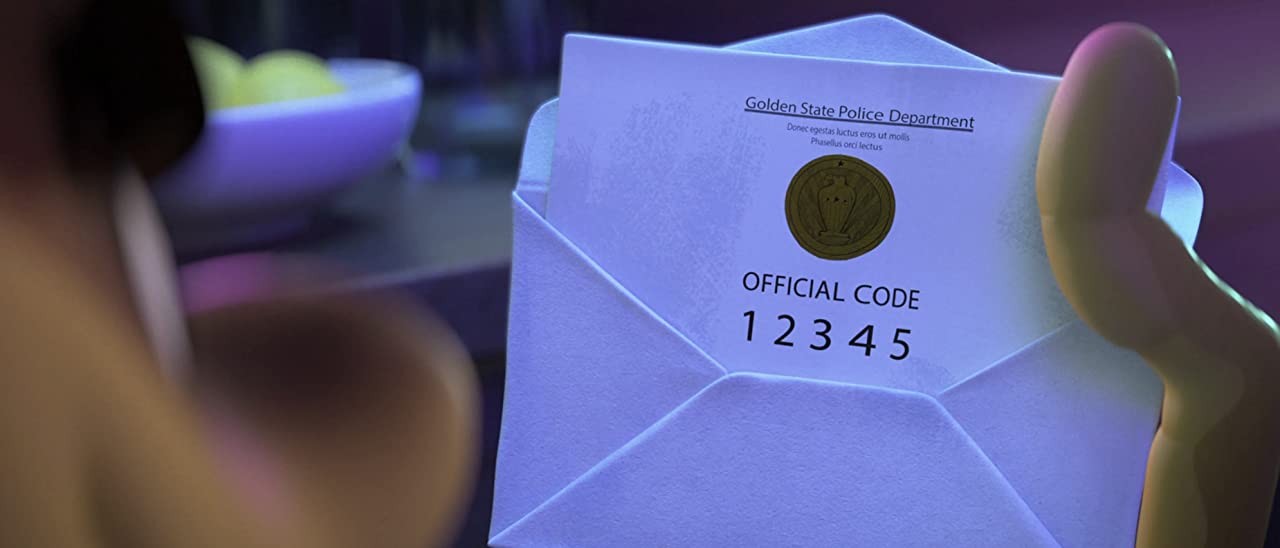 Golden State Police Department
Donec egestas luctus eros ut mollis
Phasellus orci lectus
OFFICIAL CODE
12345